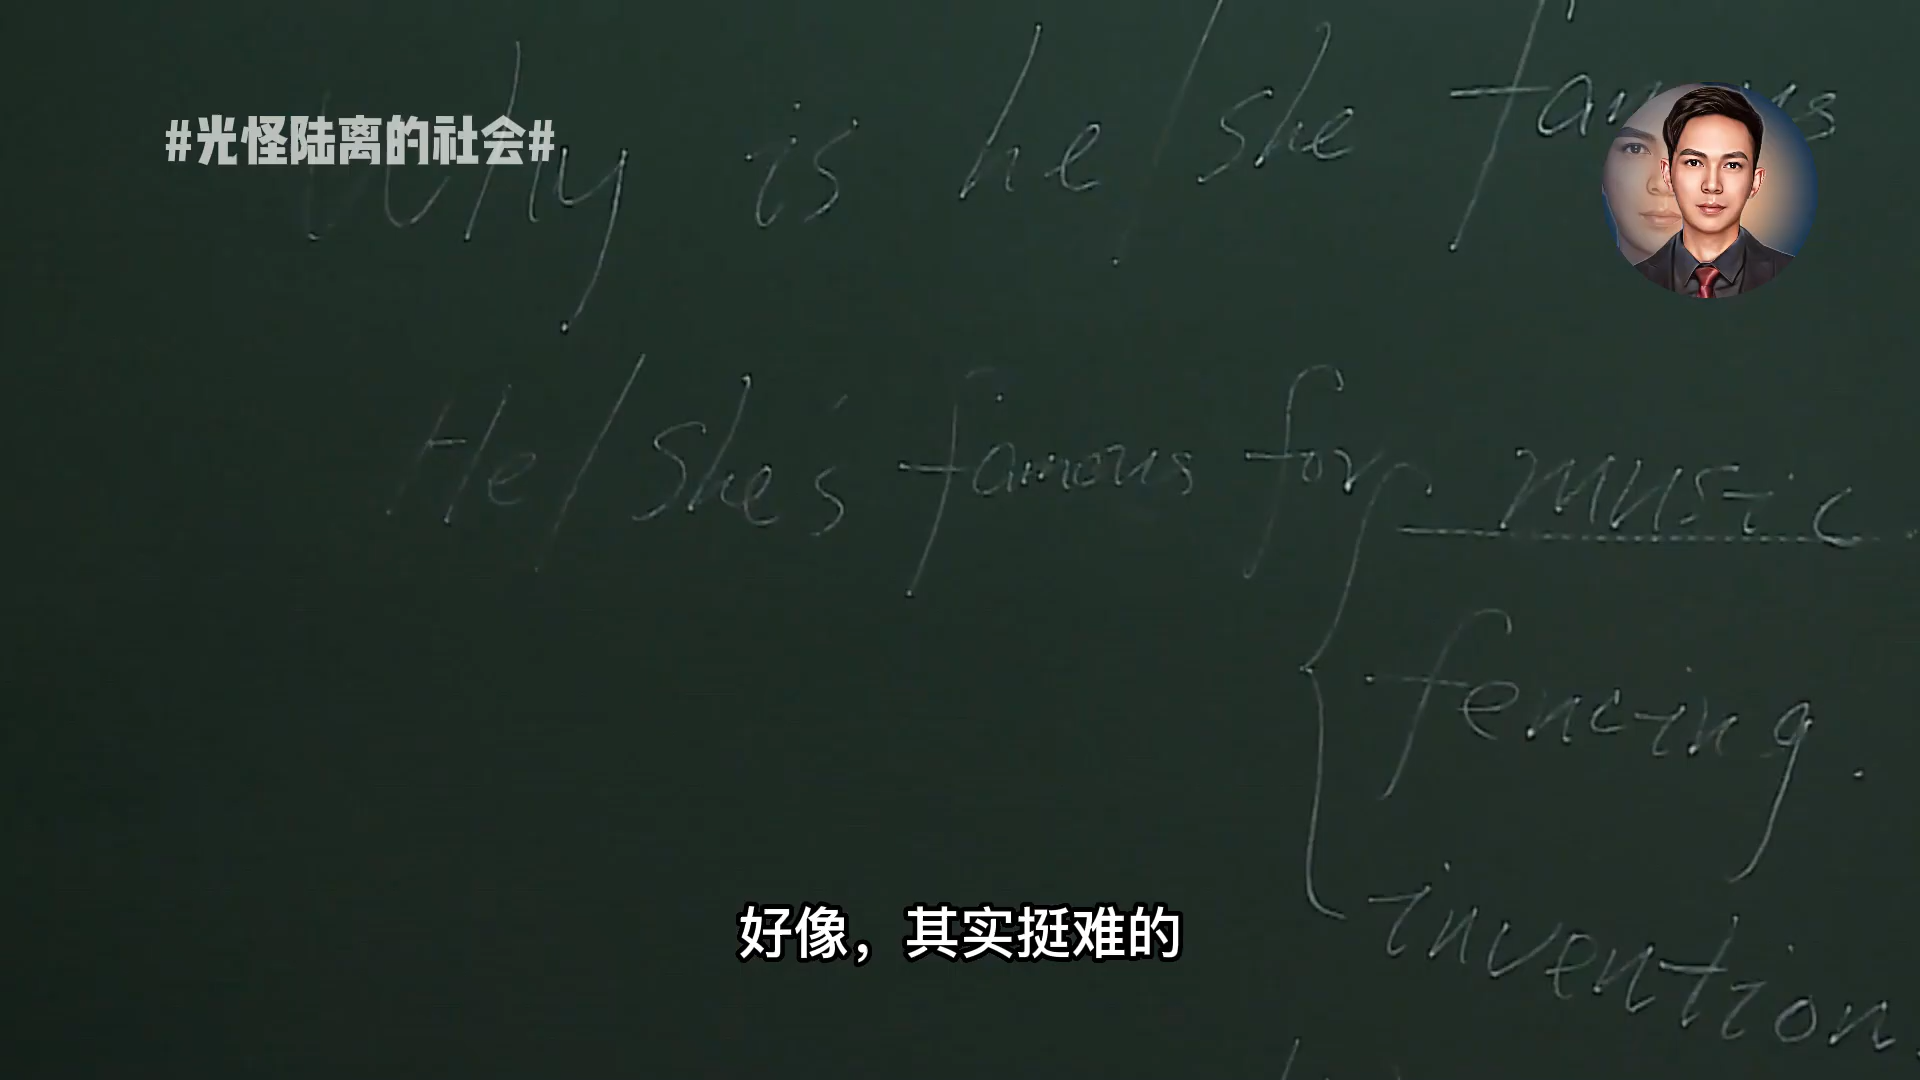 #光怪陆离的社会#
Why is he/she famous
He/She's famous for music.
fencing.
invention.
好像，其实挺难的